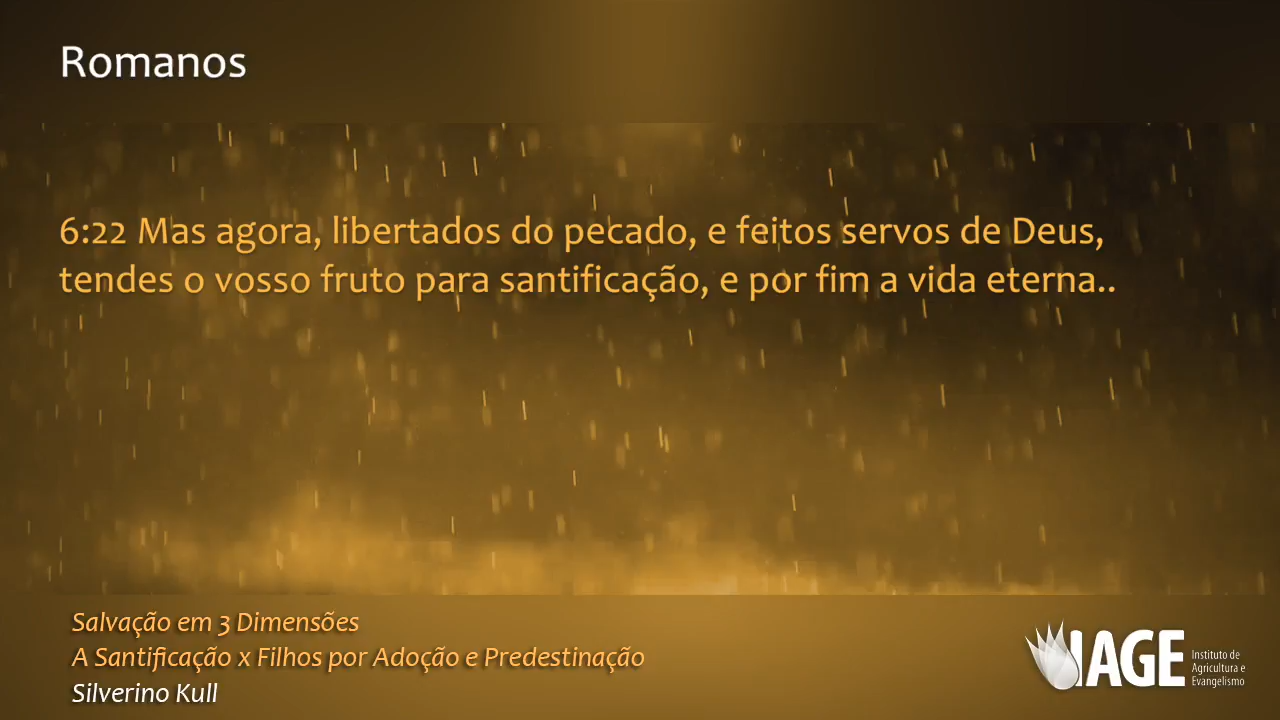 Romanos
6:22 Mas agora, libertados do pecado, e feitos servos de Deus,
tendes o vosso fruto para santificação, e por fim a vida eterna..
Salvação em 3 Dimensões
A Santificação x Filhos por Adoção e Predestinação
Silverino Kull
IAGE
Instituto de
Agricultura e
Evangelismo